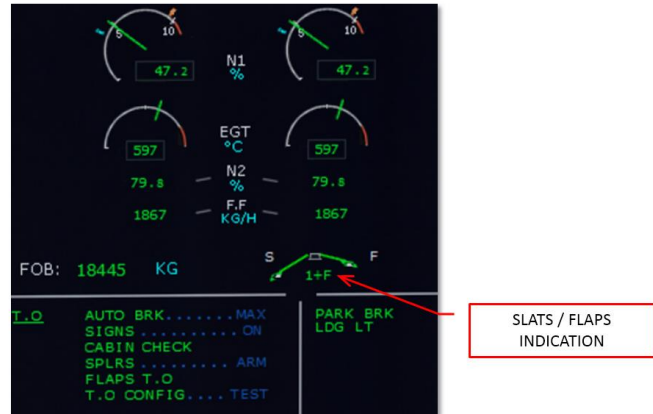 5 10 5 10
47.2 N1 % 47.2
597 EGT °C 597
79.8 N2 % 79.8
1867 F.F KG/H 1867
FOB: 18445 KG S F
1+F
T.O AUTO BRK.......MAX PARK BRK
SIGNS..........ON LDG LT
CABIN CHECK
SPLRS........ARM
FLAPS T.O
T.O CONFIG....TEST
SLATS / FLAPS
INDICATION